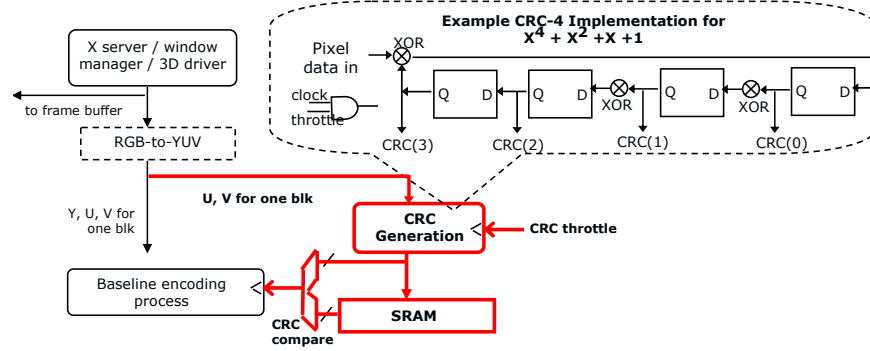 Example CRC-4 Implementation for
X4 + X2 +X +1
X server / window
manager / 3D driver
to frame buffer
RGB-to-YUV
Pixel
data in
XOR
clock
throttle
Q D
Q D
XOR
Q D
XOR
Q D
CRC(3)
CRC(2)
CRC(1)
CRC(0)
U, V for one blk
Y, U, V for
one blk
CRC
Generation
CRC throttle
Baseline encoding
process
SRAM
CRC
compare